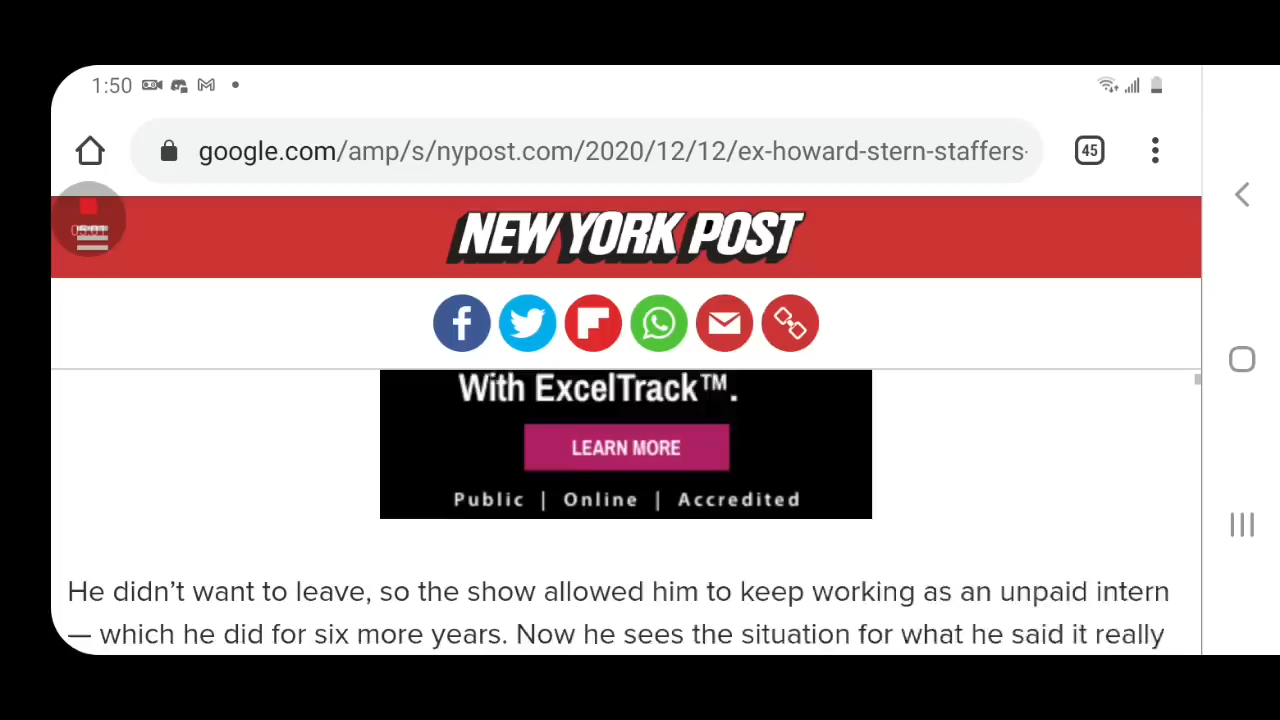 1:50
google.com/amp/s/nypost.com/2020/12/12/ex-howard-stern-staffers-
45
05:01
NEW YORK POST
With ExcelTrack™.
LEARN MORE
Public | Online | Accredited
He didn’t want to leave, so the show allowed him to keep working as an unpaid intern
— which he did for six more years. Now he sees the situation for what he said it really